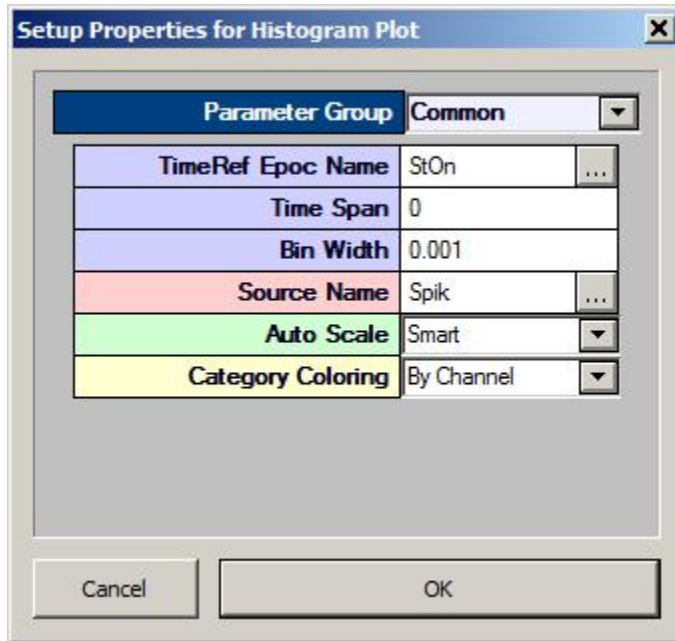 Setup Properties for Histogram Plot
Parameter Group Common
TimeRef Epoc Name StOn ...
Time Span 0
Bin Width 0.001
Source Name Spik ...
Auto Scale Smart
Category Coloring By Channel
Cancel OK